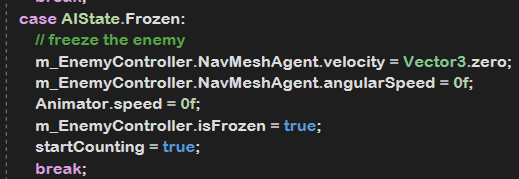 break;
case AIState.Frozen:
// freeze the enemy
m_EnemyController.NavMeshAgent.velocity = Vector3.zero;
m_EnemyController.NavMeshAgent.angularSpeed = 0f;
Animator.speed = 0f;
m_EnemyController.isFrozen = true;
startCounting = true;
break;